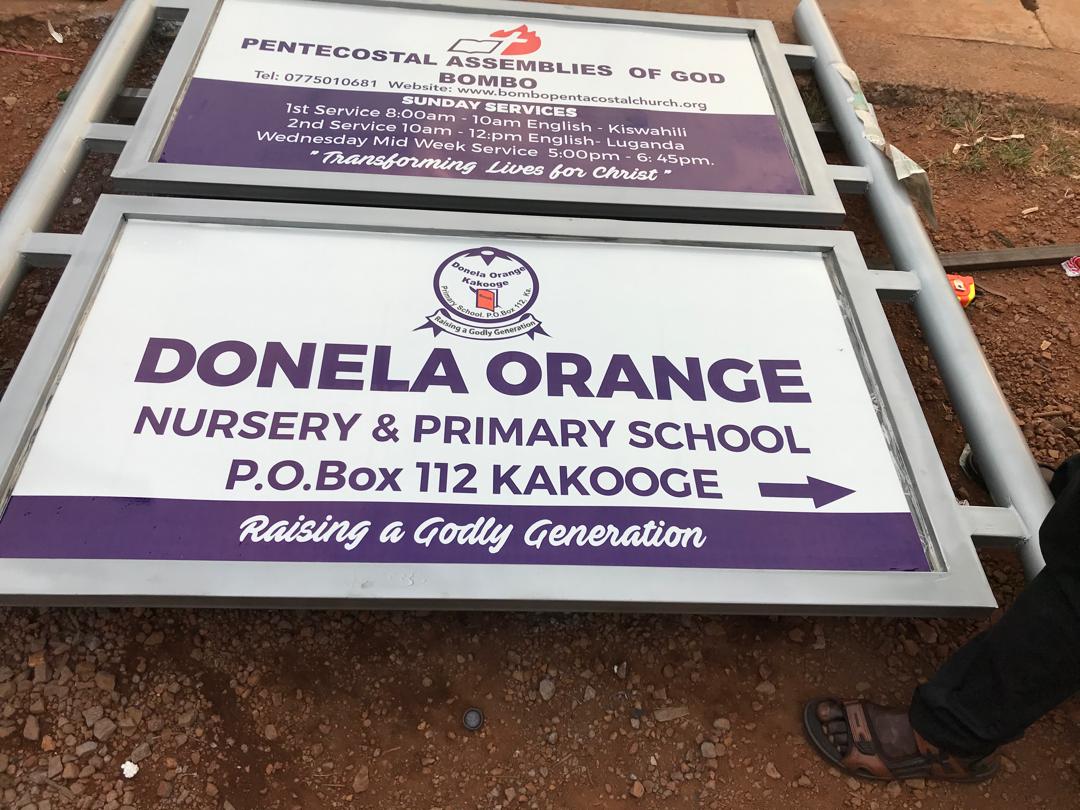 PENTECOSTAL ASSEMBLIES OF GOD
BOMBO
Tel: 0775010681 Website: www.bombopentacostalchurch.org
SUNDAY SERVICES
1st Service 8:00am - 10am English - Kiswahili
2nd Service 10am - 12:pm English- Luganda
Wednesday Mid Week Service 5:00pm - 6: 45pm.
"Transforming Lives for Christ"
Donela Orange
Kakooge
Primary School. P.O.Box 112, Ka.
Raising a Godly Generation
DONELA ORANGE
NURSERY & PRIMARY SCHOOL
P.O.Box 112 KAKOOGE
Raising a Godly Generation